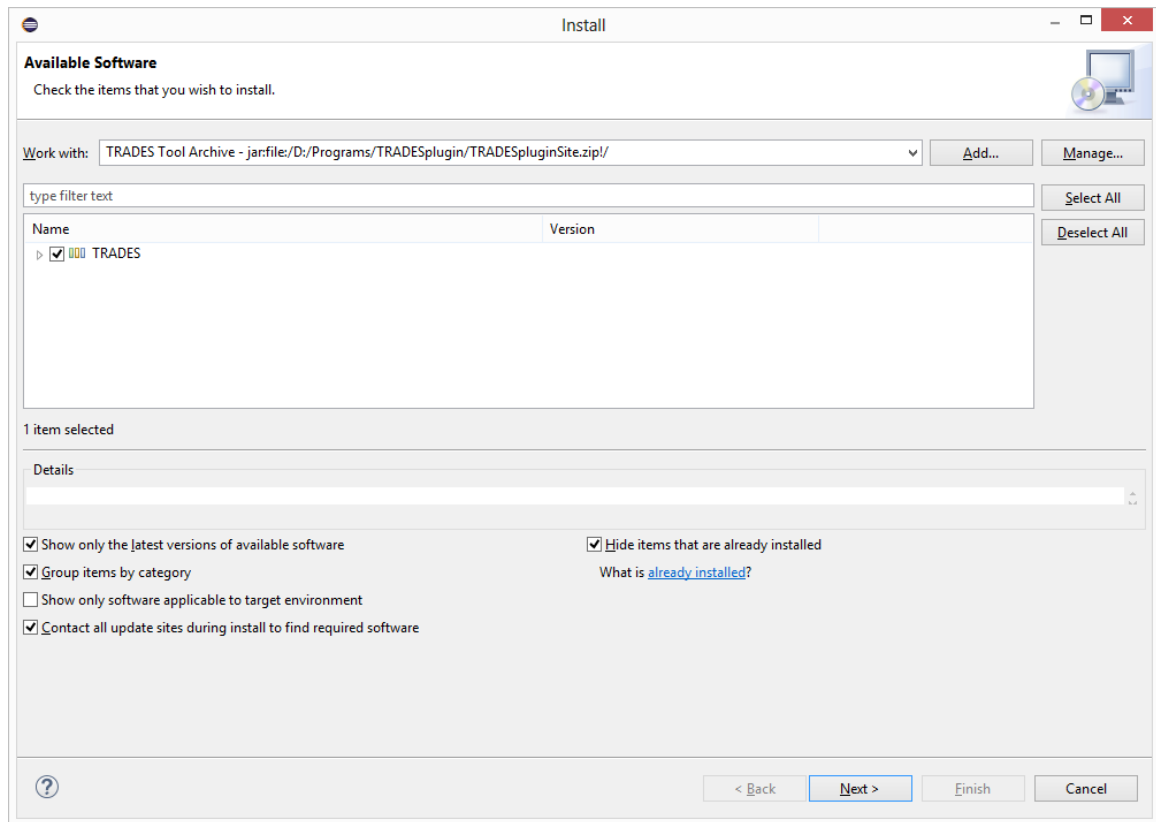 Install
Available Software
Check the items that you wish to install.
Work with: TRADES Tool Archive - jar:file:/D:/Programs/TRADESplugin/TRADESpluginSite.zip!/ Add... Manage...
type filter text Select All
Name Version Deselect All
TRADES
1 item selected
Details
Show only the latest versions of available software Hide items that are already installed
Group items by category What is already installed?
Show only software applicable to target environment
Contact all update sites during install to find required software
? < Back Next > Finish Cancel